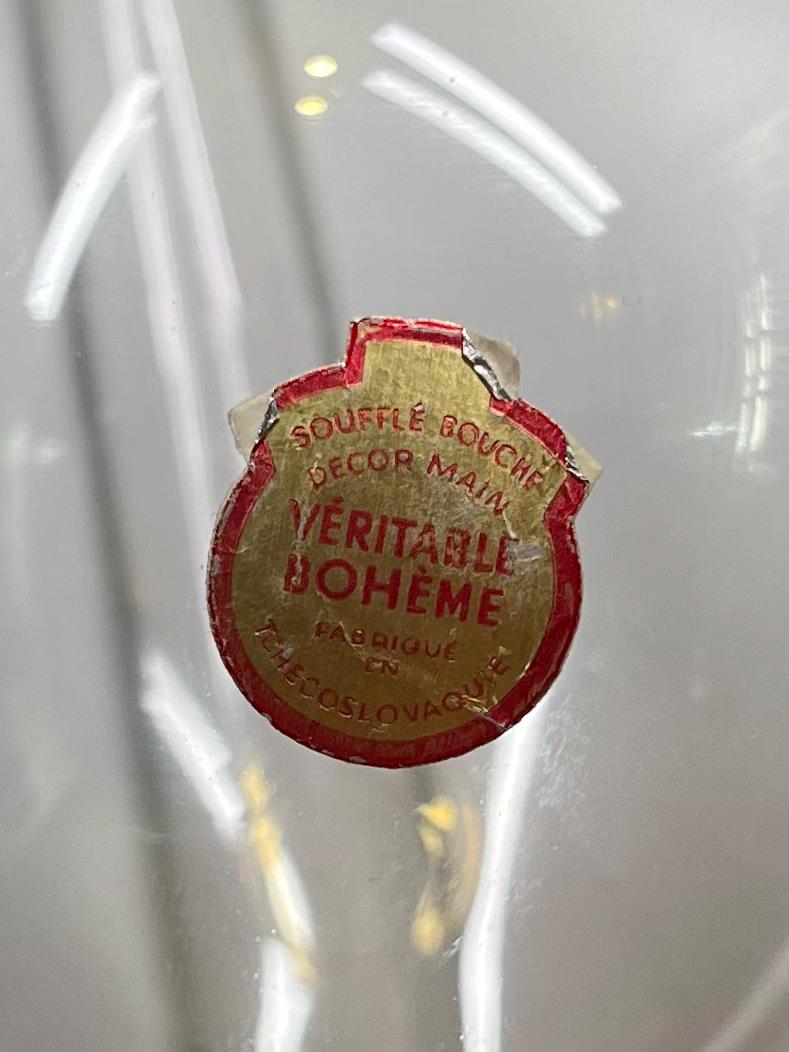 SOUFFLÉ BOUCHE
DECOR MAIN
VÉRITABLE
BOHÈME
FABRIQUÉ
EN
TCHECOSLOVAQUIE